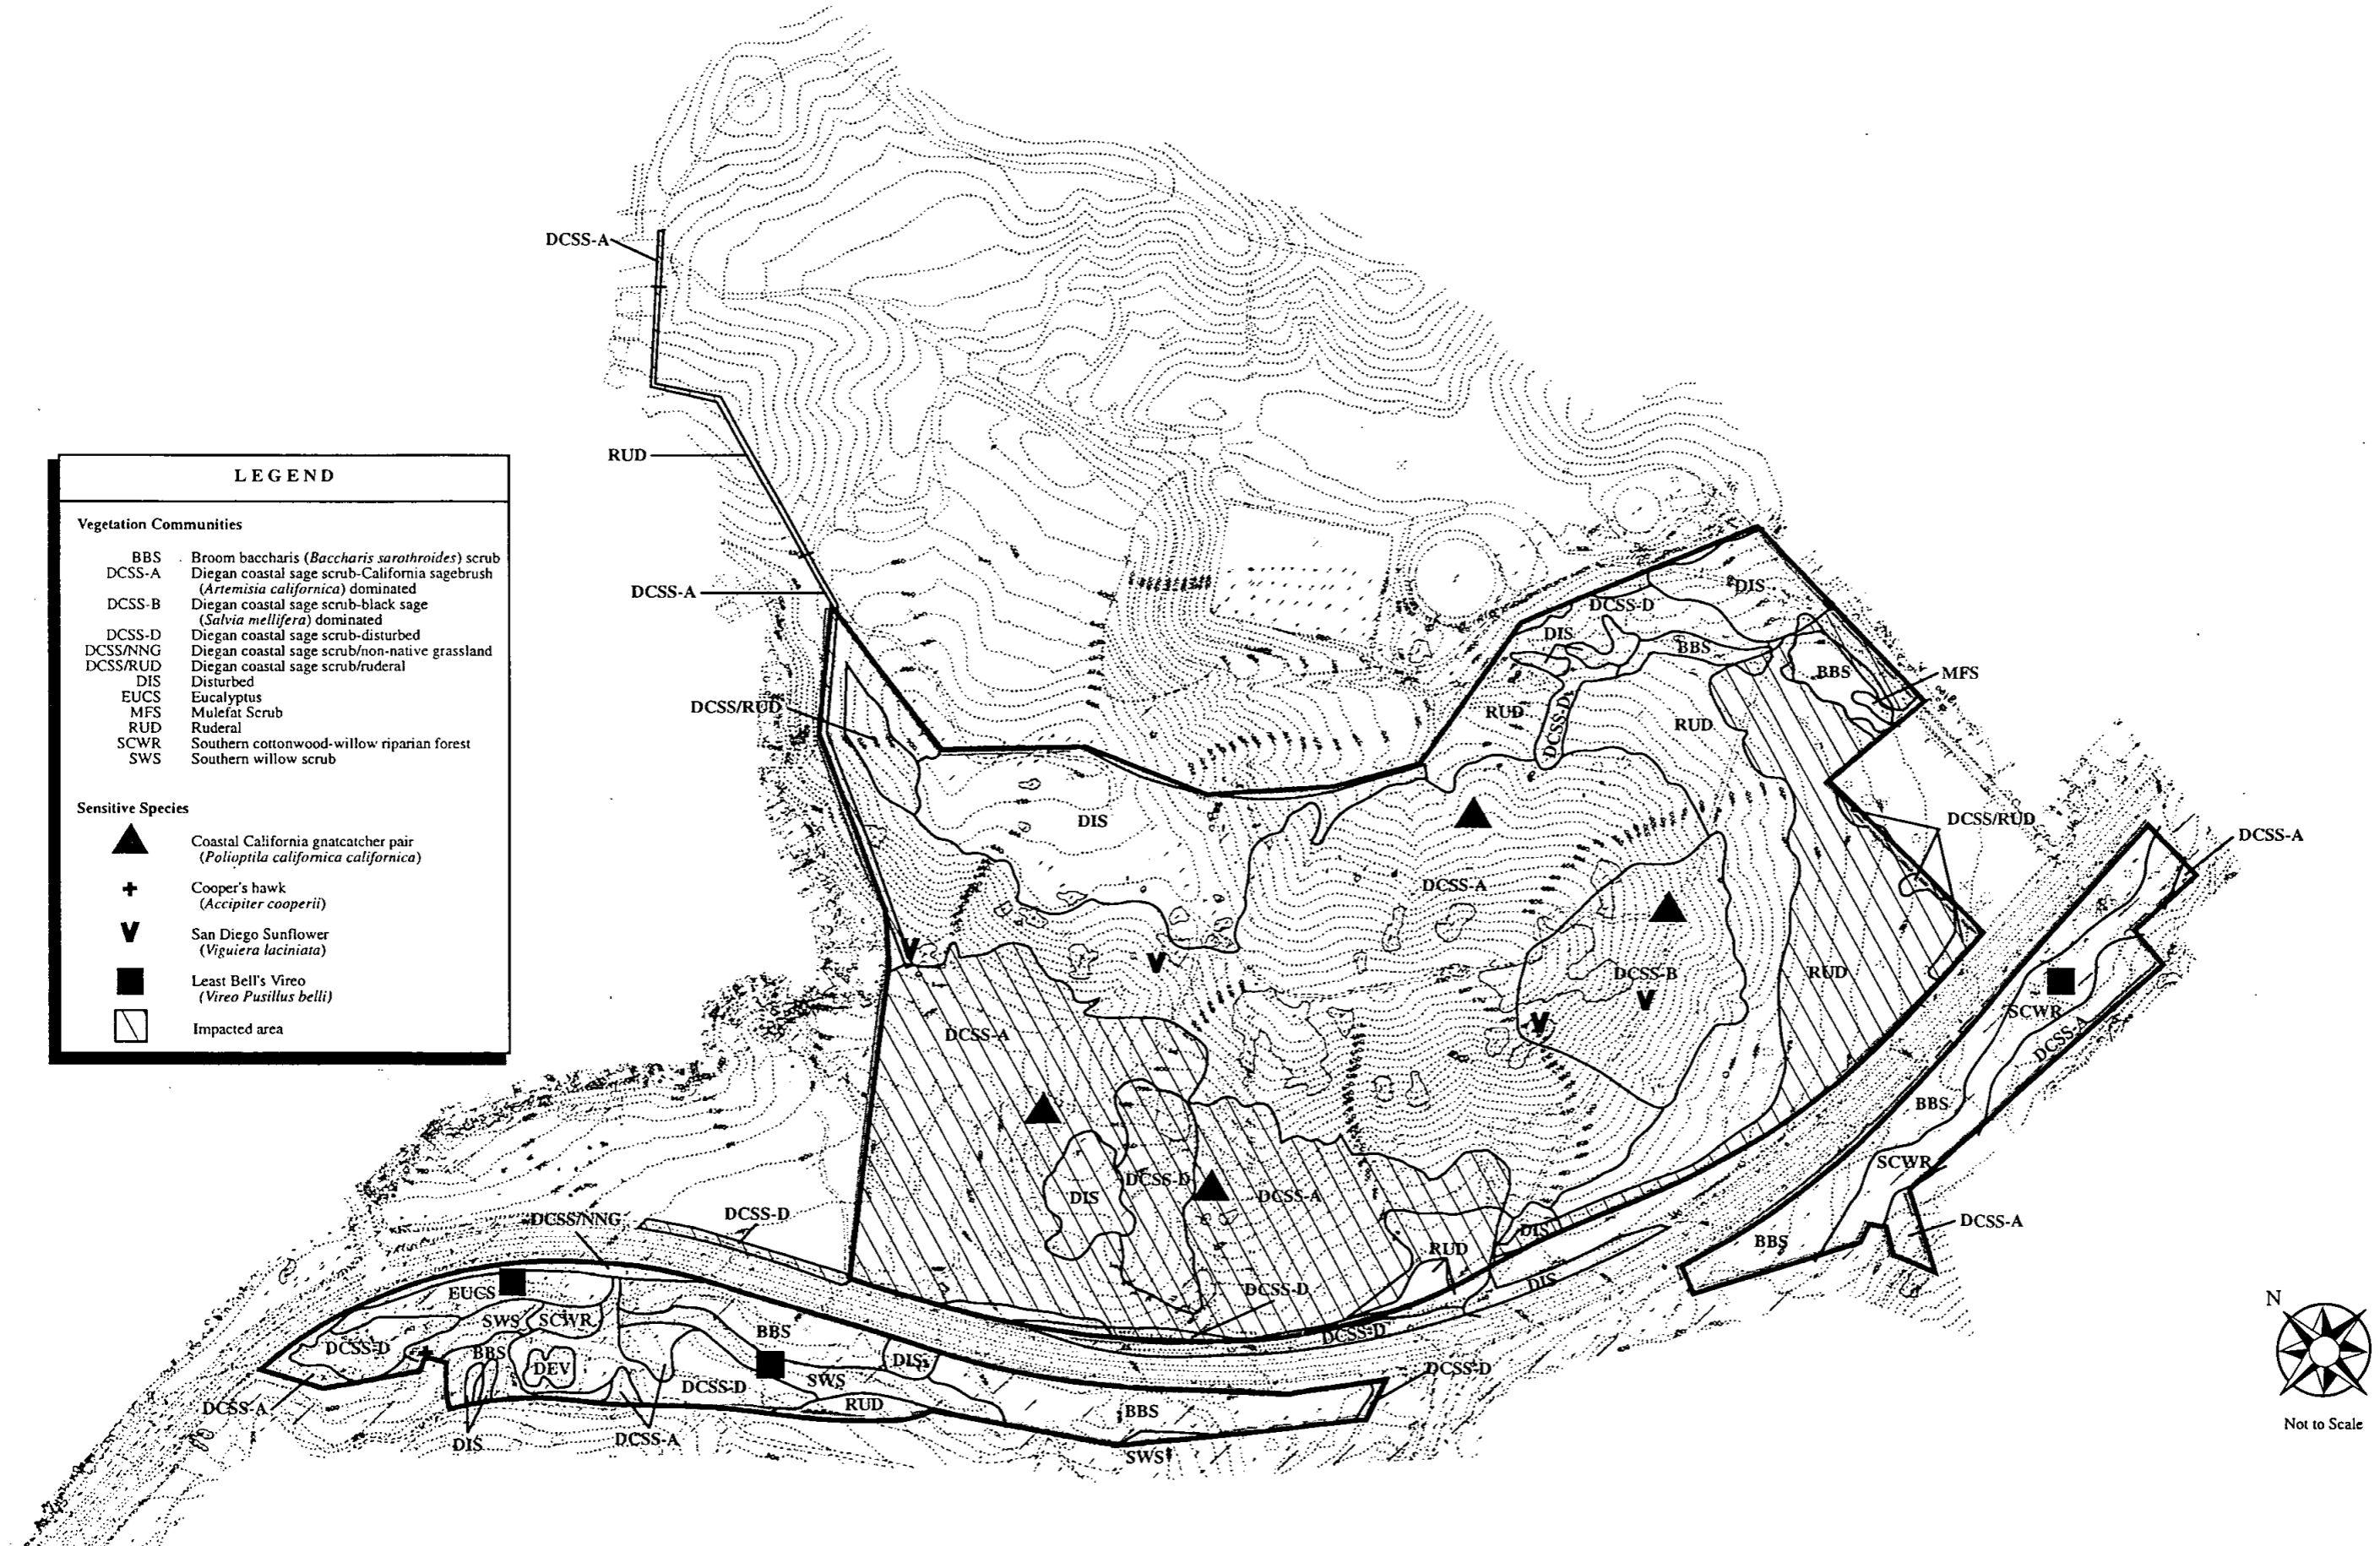 DCSS-A
RUD
DCSS-A
DCSS/RUD
LEGEND
Vegetation Communities
BBS Broom baccharis (Baccharis sarothroides) scrub
DCSS-A Diegan coastal sage scrub-California sagebrush
(Artemisia californica) dominated
DCSS-B Diegan coastal sage scrub-black sage
(Salvia mellifera) dominated
DCSS-D Diegan coastal sage scrub-disturbed
DCSS/NNG Diegan coastal sage scrub/non-native grassland
DCSS/RUD Diegan coastal sage scrub/ruderal
DIS Disturbed
EUCS Eucalyptus
MFS Mulefat Scrub
RUD Ruderal
SCWR Southern cottonwood-willow riparian forest
SWS Southern willow scrub
Sensitive Species
Coastal California gnatcatcher pair
(Polioptila californica californica)
Cooper's hawk
(Accipiter cooperii)
San Diego Sunflower
(Viguiera laciniata)
Least Bell's Vireo
(Vireo Pusillus belli)
Impacted area
DIS
DCSS-D
DIS
BBS
BBS
MFS
RUD
DCSS-D
RUD
DIS
DCSS/RUD
DCSS-A
DCSS-A
DCSS-B
RUD
SCWR
DCSS-A
DCSS-A
BBS
SCWR
DCSS-D
DIS
DCSS-A
DCSS-A
DCSS/NNG
DCSS-D
DIS
RUD
BBS
DIS
DCSS-D
EUCS
SWS
SCWR
BBS
DCSS-D
DCSS-D
BBS
DEV
DIS
SWS
DCSS-D
DCSS-D
RUD
BBS
DCSS-A
DIS
DCSS-A
SWS
N
Not to Scale